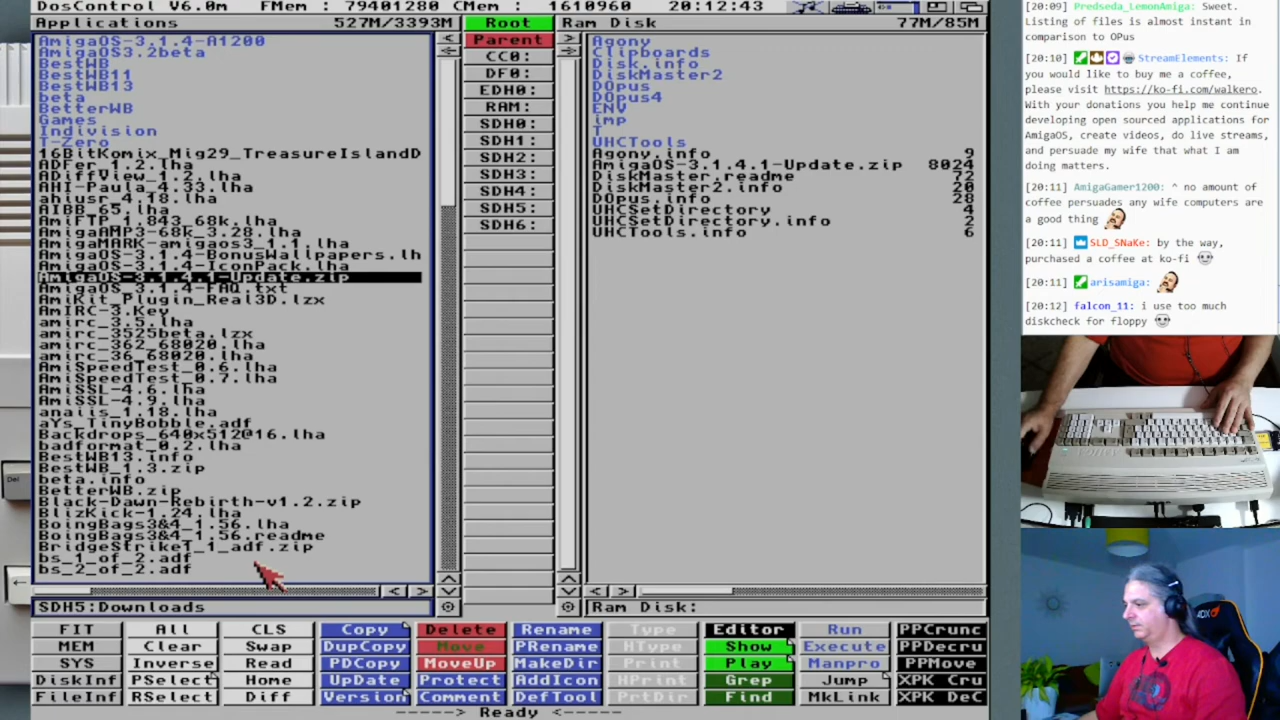 DosControl V6.0m    FMem : 79401280 CMem : 1610960 20:12:43
Applications 527M/3393M Root Ram Disk 77M/85M
AmigaOS-3.1.4-A1200
AmigaOS3.2beta
BestWB
BestWB11
BestWB13
beta
BetterWB
Games
Indivision
T-Zero
16BitKomix_Mig29_TreasureIslandD
ADFer_1.2.lha
ADiffView_1.2.lha
AHI-Paula_4.33.lha
ahiusr_4.18.lha
AIBB_65.lha
AmiFTP_1.843_68k.lha
AmigaAMP3-68k_3.28.lha
AmigaMARK-amigaos3_1.1.lha
AmigaOS-3.1.4-BonusWallpapers.lh
AmigaOS-3.1.4-IconPack.lha
AmigaOS-3.1.4.1-Update.zip
AmigaOS_3.1.4-FAQ.txt
AmiKit_Plugin_Real3D.lzx
AmIRC-3.Key
amirc_3.5.lha
amirc_3525beta.lzx
amirc_362_68020.lha
amirc_36_68020.lha
AmiSpeedTest_0.6.lha
AmiSpeedTest_0.7.lha
AmiSSL-4.6.lha
AmiSSL-4.9.lha
anaiis_1.18.lha
aYs_TinyBobble.adf
Backdrops_640x512@16.lha
badformat_0.2.lha
BestWB13.info
BestWB_1.3.zip
beta.info
BetterWB.zip
Black-Dawn-Rebirth-v1.2.zip
BlizKick-1.24.lha
BoingBags3&4_1.56.lha
BoingBags3&4_1.56.readme
BridgeStrike1_1_adf.zip
bs_1_of_2.adf
bs_2_of_2.adf
Parent
CC0:
DF0:
EDH0:
RAM:
SDH0:
SDH1:
SDH2:
SDH3:
SDH4:
SDH5:
SDH6:
Agony
Clipboards
Disk.info
DiskMaster2
DOpus
DOpus4
ENV
imp
T
UHCTools
Agony.info 9
AmigaOS-3.1.4.1-Update.zip 8024
DiskMaster.readme 72
DiskMaster2.info 20
DOpus.info 28
UHCSetDirectory 4
UHCSetDirectory.info 2
UHCTools.info 6
SDH5:Downloads
Ram Disk:
FIT All CLS Copy Delete Rename Type Editor Run PPCrunc
MEM Clear Swap DupCopy Move PRename HType Show Execute PPDecru
SYS Inverse Read PDCopy MoveUp MakeDir Print Play Manpro PPMove
DiskInf PSelect Home UpDate Protect AddIcon HPrint Grep Jump XPK Cru
FileInf RSelect Diff Version Comment DefTool PrtDir Find MkLink XPK DeC
-----> Ready <-----
[20:09] Predseda_LemonAmiga: Sweet.
Listing of files is almost instant in
comparison to OPus
[20:10] StreamElements: If
you would like to buy me a coffee,
please visit https://ko-fi.com/walkero.
With your donations you help me continue
developing open sourced applications for
AmigaOS, create videos, do live streams,
and persuade my wife that what I am
doing matters.
[20:11] AmigaGamer1200: ^ no amount of
coffee persuades any wife computers are
a good thing
[20:11] SLD_SNaKe: by the way,
purchased a coffee at ko-fi
[20:11] arisamiga:
[20:12] falcon_11: i use too much
diskcheck for floppy
Del
4DX